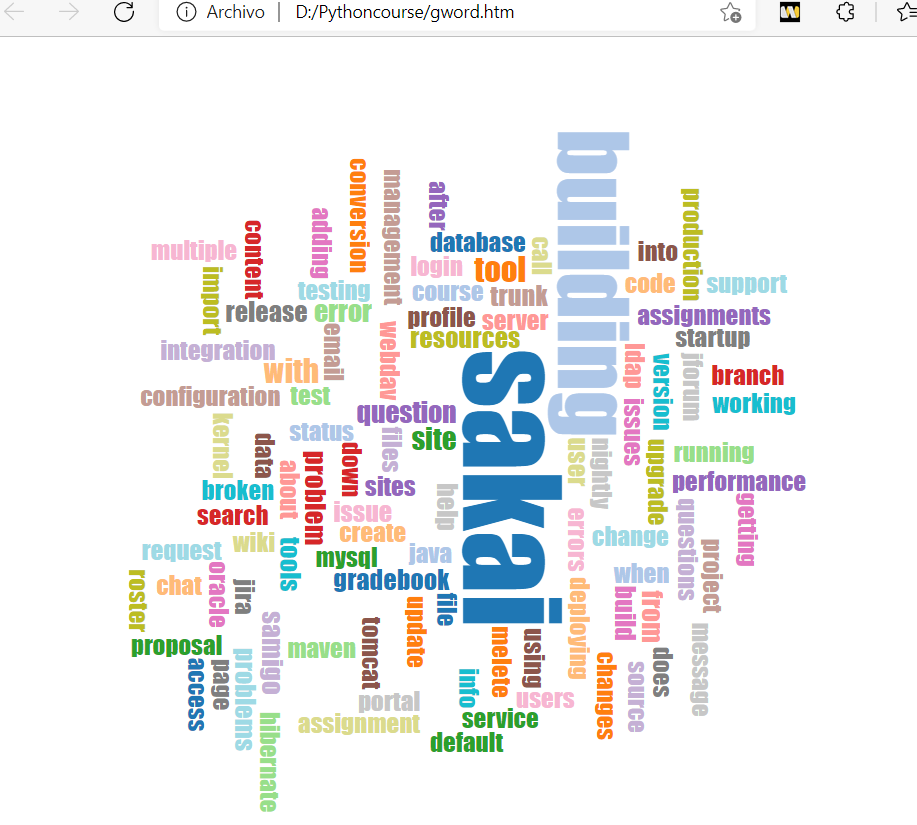 Archivo D:/Pythoncourse/gword.htm
building
sakai
conversion
management
after
production
content
adding
multiple
database
call
into
import
login
tool
code
support
testing
course
trunk
release
error
profile
server
assignments
resources
startup
email
webdav
integration
ldap
version
jforum
with
branch
configuration
test
working
question
issues
kernel
status
files
site
data
user
nightly
upgrade
running
about
problem
down
sites
performance
broken
help
getting
search
issue
questions
errors
wiki
create
change
request
tools
mysql
java
project
roster
chat
oracle
jira
gradebook
when
file
deploying
build
from
samigo
update
tomcat
melete
using
message
proposal
maven
does
access
page
problems
info
changes
source
portal
users
hibernate
assignment
service
default